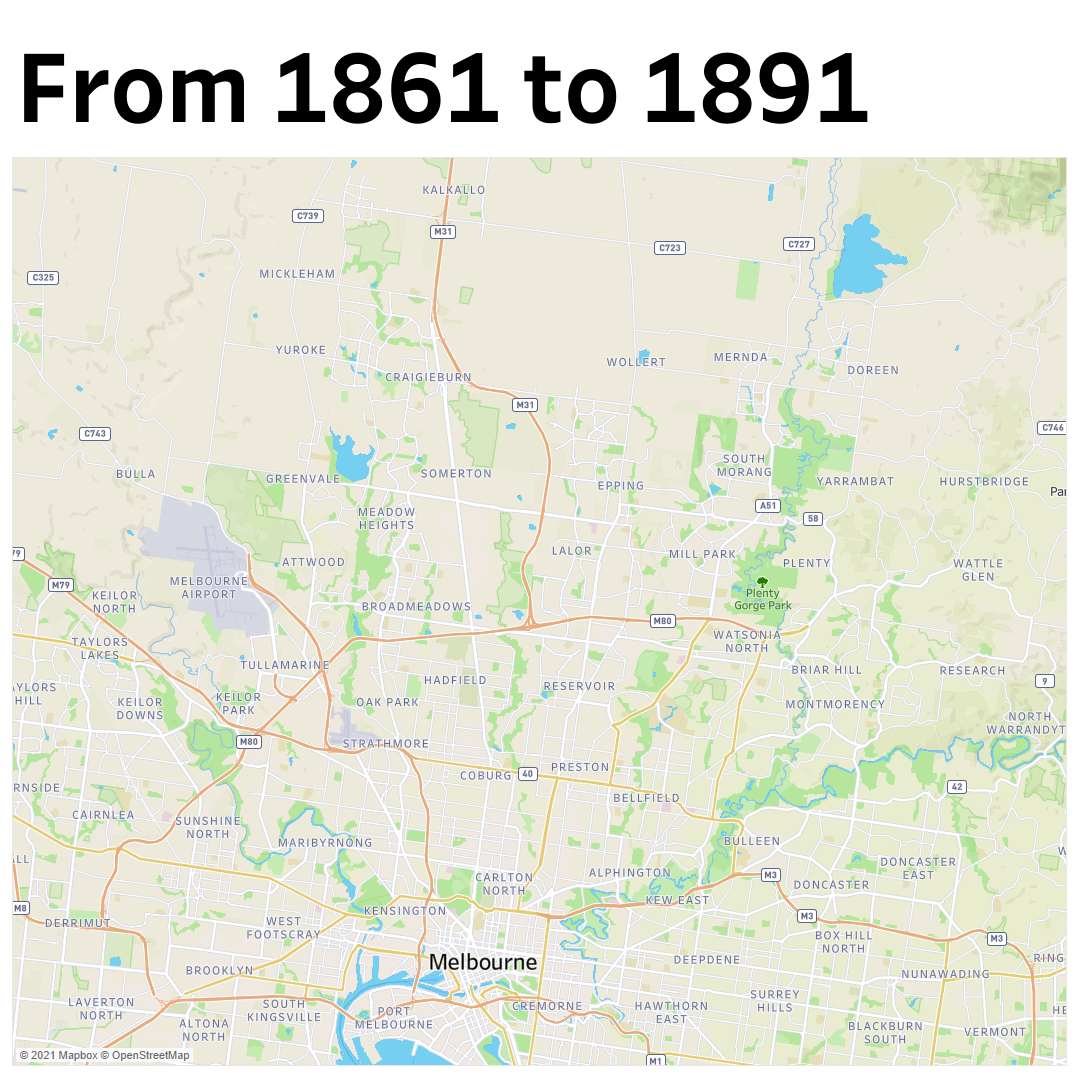 From 1861 to 1891
KALKALLO
C739
M31
C723
C727
C325
MICKLEHAM
YUROKE
CRAIGIEBURN
WOLLERT
MERNDA
DOREEN
M31
C743
C746
BULLA
GREENVALE
SOMERTON
EPPING
SOUTH
MORANG
YARRAMBAT
HURSTBRIDGE
Par
A51
58
MEADOW
HEIGHTS
79
M79
ATTWOOD
LALOR
MILL PARK
PLENTY
WATTLE
GLEN
MELBOURNE
AIRPORT
KEILOR
NORTH
BROADMEADOWS
Plenty
Gorge Park
M80
TAYLORS
LAKES
WATSONIA
NORTH
TULLAMARINE
HADFIELD
RESERVOIR
BRIAR HILL
RESEARCH
9
AYLORS
HILL
KEILOR
DOWNS
KEILOR
PARK
OAK PARK
MONTMORENCY
NORTH
WARRANDYT
M80
STRATHMORE
COBURG
40
PRESTON
42
RNSIDE
BELLFIELD
CAIRNLEA
SUNSHINE
NORTH
MARIBYRNONG
BULLEEN
ALL
CARLTON
NORTH
ALPHINGTON
M3
DONCASTER
DONCASTER
EAST
W
M8
DERRIMUT
KENSINGTON
KEW EAST
M3
WEST
FOOTSCRAY
BOX HILL
NORTH
M3
Melbourne
DEEPDENE
RING
BROOKLYN
NUNAWADING
LAVERTON
NORTH
SOUTH
KINGSVILLE
PORT
MELBOURNE
CREMORNE
HAWTHORN
EAST
SURREY
HILLS
HE
ALTONA
NORTH
BLACKBURN
SOUTH
VERMONT
M1
© 2021 Mapbox © OpenStreetMap